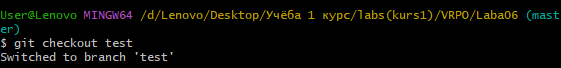 User@Lenovo MINGW64 /d/Lenovo/Desktop/Учёба 1 курс/labs(kurs1)/VRPO/Laba06 (mast
er)
$ git checkout test
Switched to branch 'test'